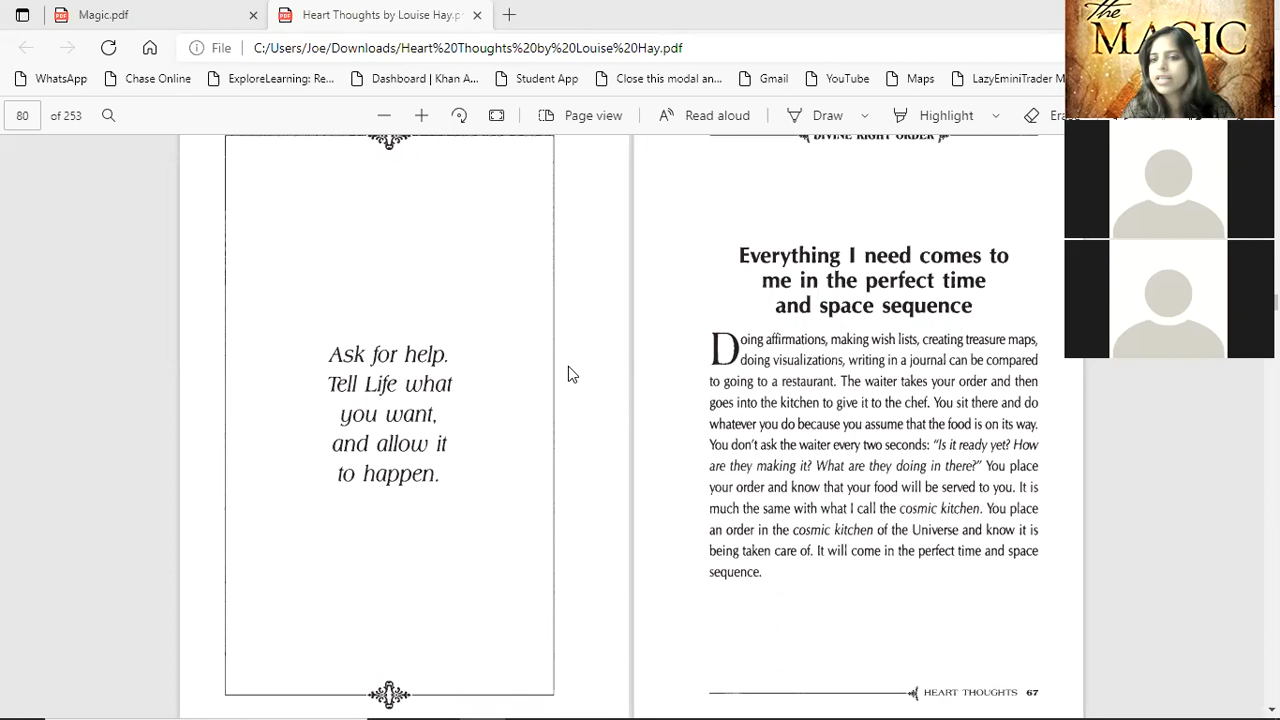 Magic.pdf
Heart Thoughts by Louise Hay.p
File
C:/Users/Joe/Downloads/Heart%20Thoughts%20by%20Louise%20Hay.pdf
WhatsApp
Chase Online
ExploreLearning: Re...
Dashboard | Khan A...
Student App
Close this modal an...
Gmail
YouTube
Maps
LazyEminiTrader M
80 of 253
Page view
Read aloud
Draw
Highlight
Era
The
MAGIC
Ask for help.
Tell Life what
you want,
and allow it
to happen.
DIVINE RIGHT ORDER
Everything I need comes to
me in the perfect time
and space sequence
Doing affirmations, making wish lists, creating treasure maps,
doing visualizations, writing in a journal can be compared
to going to a restaurant. The waiter takes your order and then
goes into the kitchen to give it to the chef. You sit there and do
whatever you do because you assume that the food is on its way.
You don't ask the waiter every two seconds: "Is it ready yet? How
are they making it? What are they doing in there?" You place
your order and know that your food will be served to you. It is
much the same with what I call the cosmic kitchen. You place
an order in the cosmic kitchen of the Universe and know it is
being taken care of. It will come in the perfect time and space
sequence.
HEART THOUGHTS 67